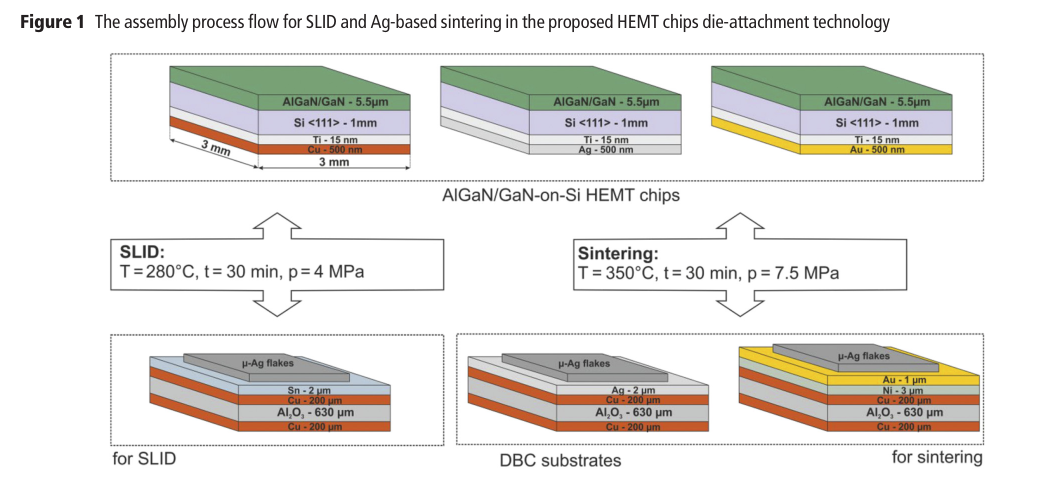 Figure 1 The assembly process flow for SLID and Ag-based sintering in the proposed HEMT chips die-attachment technology
AlGaN/GaN - 5.5µm
Si <111> - 1mm
Ti - 15 nm
Cu - 500 nm
3 mm
3 mm
AlGaN/GaN - 5.5µm
Si <111> - 1mm
Ti - 15 nm
Ag - 500 nm
AlGaN/GaN - 5.5µm
Si <111> - 1mm
Ti - 15 nm
Au - 500 nm
AlGaN/GaN-on-Si HEMT chips
SLID:
T = 280°C, t = 30 min, p = 4 MPa
Sintering:
T = 350°C, t = 30 min, p = 7.5 MPa
µ-Ag flakes
Sn - 2 µm
Cu - 200 µm
Al₂O₃ - 630 µm
Cu - 200 µm
µ-Ag flakes
Ag - 2 µm
Cu - 200 µm
Al₂O₃ - 630 µm
Cu - 200 µm
µ-Ag flakes
Au - 1 µm
Ni - 3 µm
Cu - 200 µm
Al₂O₃ - 630 µm
Cu - 200 µm
for SLID
DBC substrates
for sintering